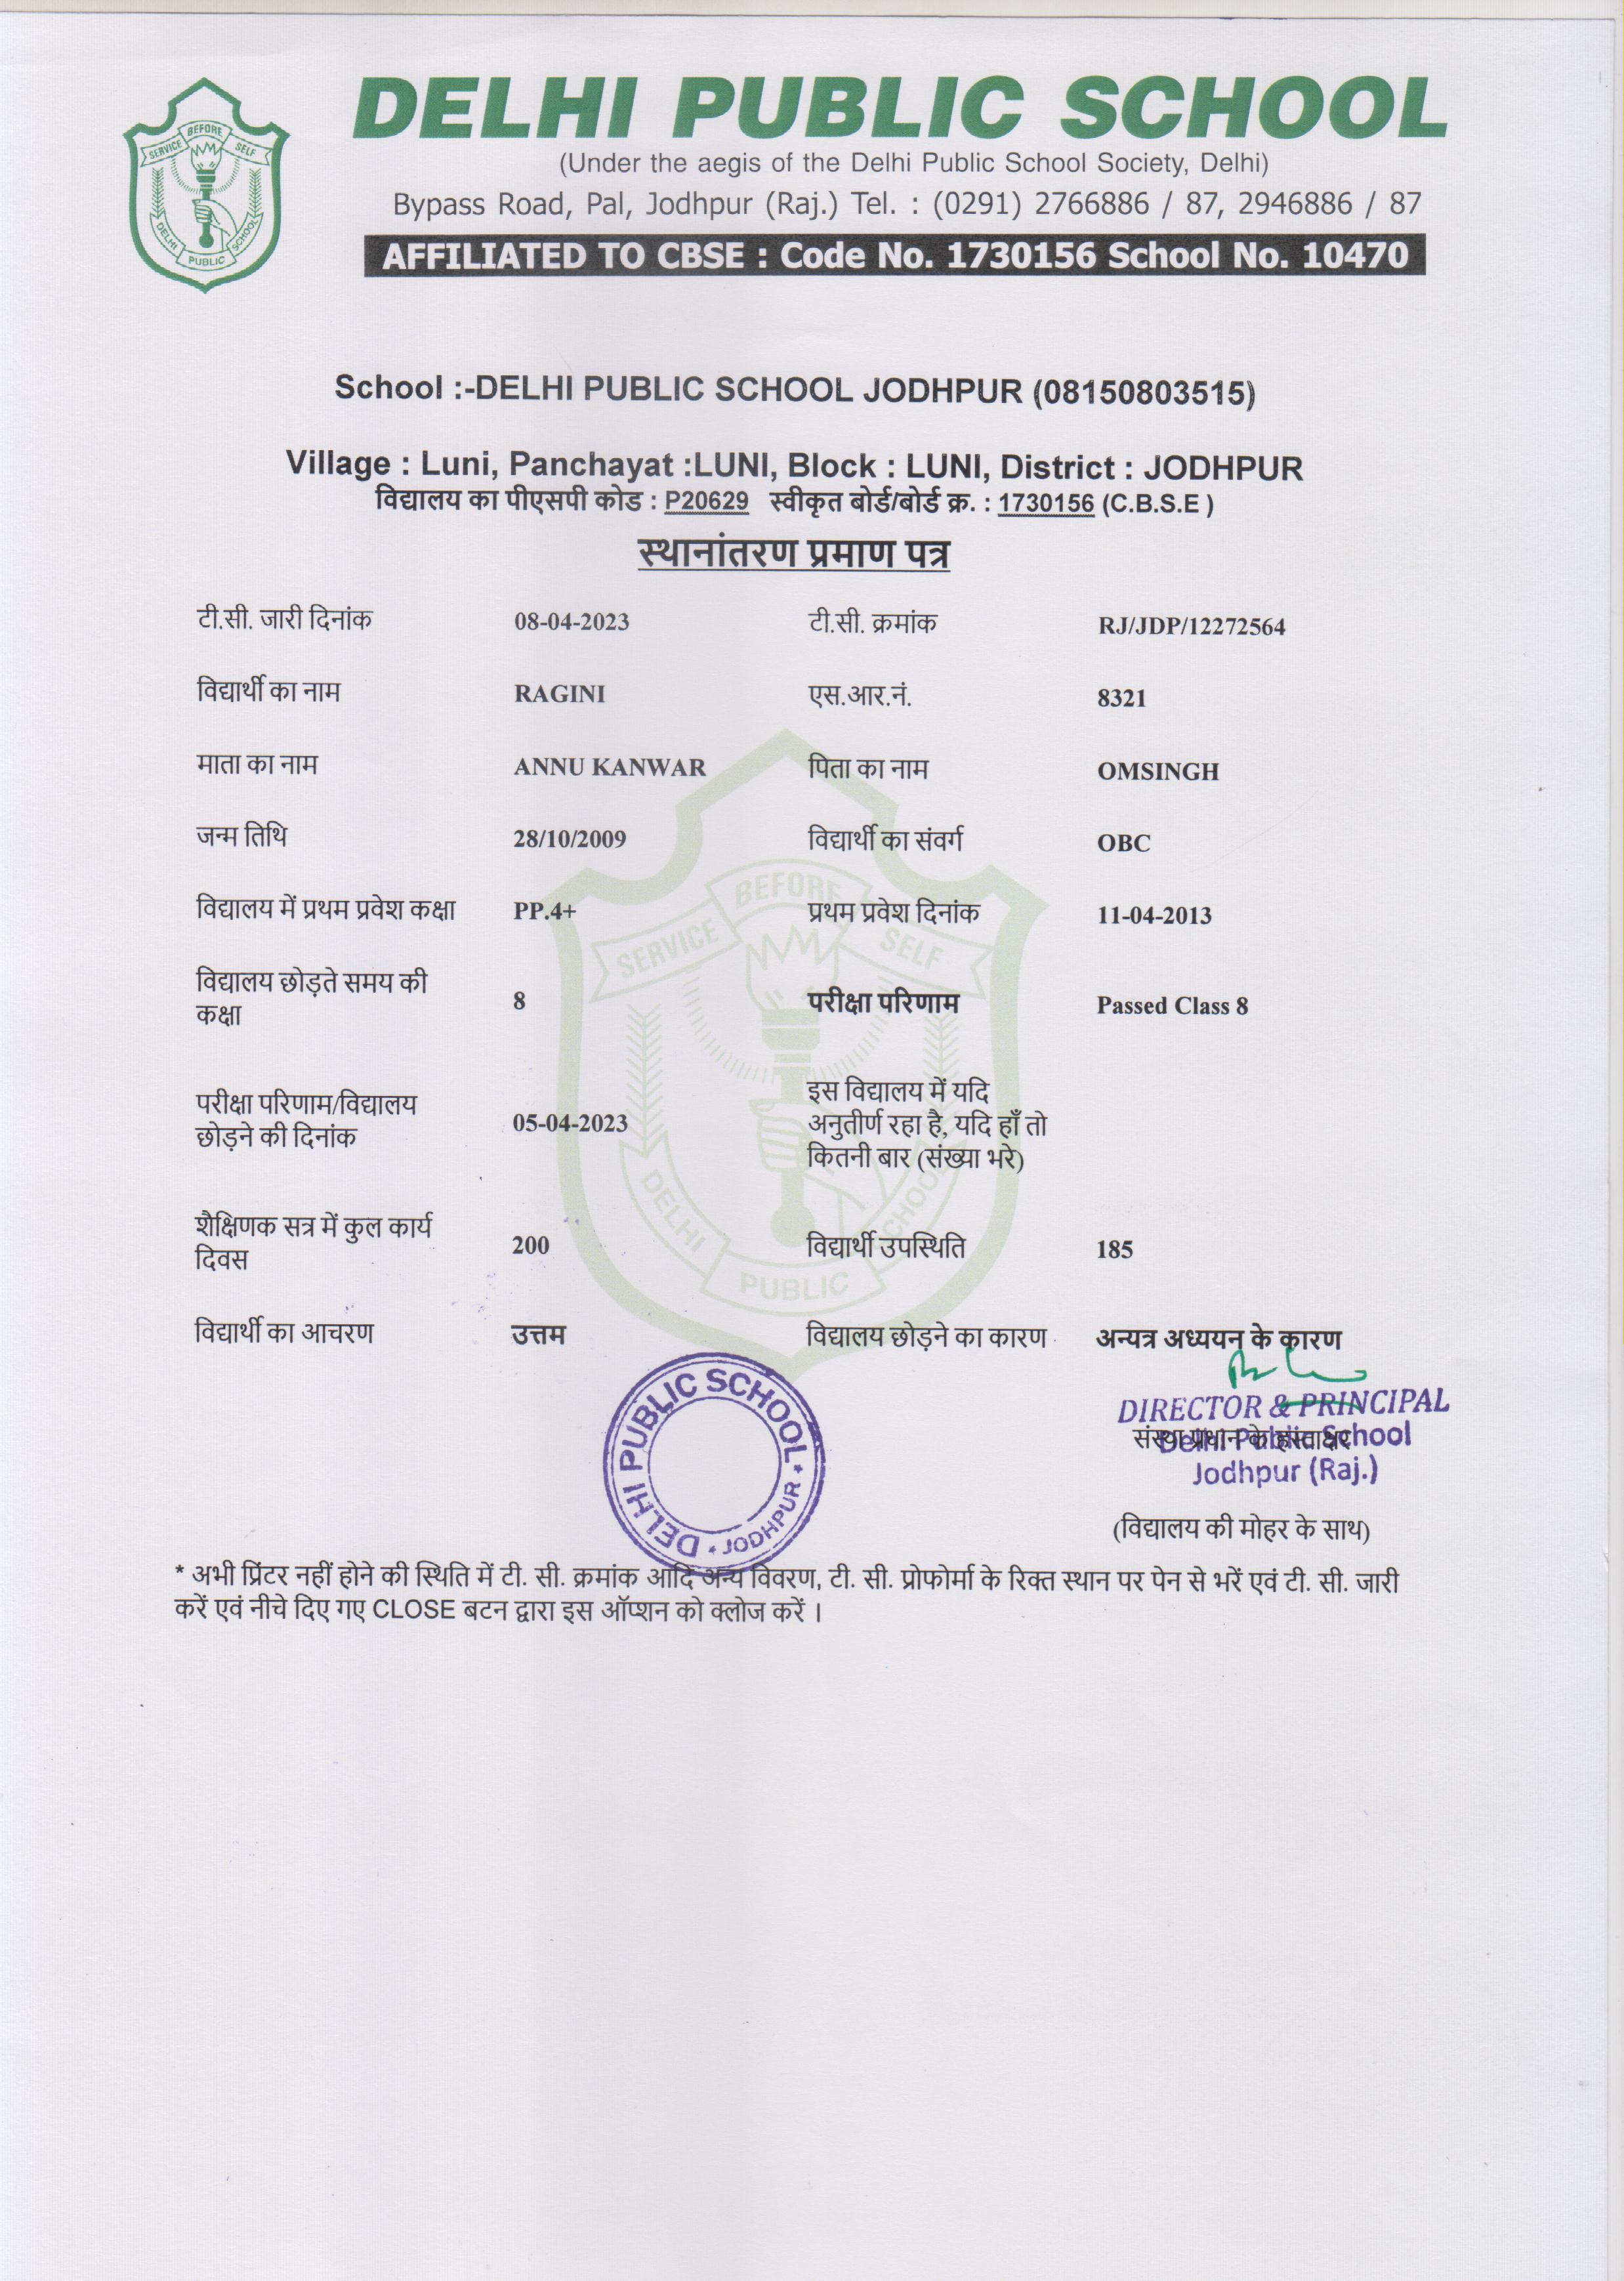 DELHI PUBLIC SCHOOL
(Under the aegis of the Delhi Public School Society, Delhi)
Bypass Road, Pal, Jodhpur (Raj.) Tel. : (0291) 2766886 / 87, 2946886 / 87
AFFILIATED TO CBSE : Code No. 1730156 School No. 10470
SERVICE BEFORE SELF
DELHI PUBLIC SCHOOL
School :-DELHI PUBLIC SCHOOL JODHPUR (08150803515)
Village : Luni, Panchayat :LUNI, Block : LUNI, District : JODHPUR
विद्यालय का पीएसपी कोड : P20629 स्वीकृत बोर्ड/बोर्ड क्र. : 1730156 (C.B.S.E )
स्थानांतरण प्रमाण पत्र
टी.सी. जारी दिनांक 08-04-2023 टी.सी. क्रमांक RJ/JDP/12272564
विद्यार्थी का नाम RAGINI एस.आर.नं. 8321
माता का नाम ANNU KANWAR पिता का नाम OMSINGH
जन्म तिथि 28/10/2009 विद्यार्थी का संवर्ग OBC
विद्यालय में प्रथम प्रवेश कक्षा PP.4+ प्रथम प्रवेश दिनांक 11-04-2013
विद्यालय छोड़ते समय की
कक्षा 8 परीक्षा परिणाम Passed Class 8
परीक्षा परिणाम/विद्यालय
छोड़ने की दिनांक 05-04-2023
इस विद्यालय में यदि
अनुतीर्ण रहा है, यदि हाँ तो
कितनी बार (संख्या भरे)
शैक्षिणक सत्र में कुल कार्य
दिवस 200 विद्यार्थी उपस्थिति 185
विद्यार्थी का आचरण उत्तम विद्यालय छोड़ने का कारण अन्यत्र अध्ययन के कारण
SERVICE BEFORE SELF
DELHI PUBLIC SCHOOL
DELHI PUBLIC SCHOOL
JODHPUR
DIRECTOR & PRINCIPAL
संस्था प्रधान के हस्ताक्षर
Delhi Public School
Jodhpur (Raj.)
(विद्यालय की मोहर के साथ)
* अभी प्रिंटर नहीं होने की स्थिति में टी. सी. क्रमांक आदि अन्य विवरण, टी. सी. प्रोफोर्मा के रिक्त स्थान पर पेन से भरें एवं टी. सी. जारी
करें एवं नीचे दिए गए CLOSE बटन द्वारा इस ऑप्शन को क्लोज करें ।